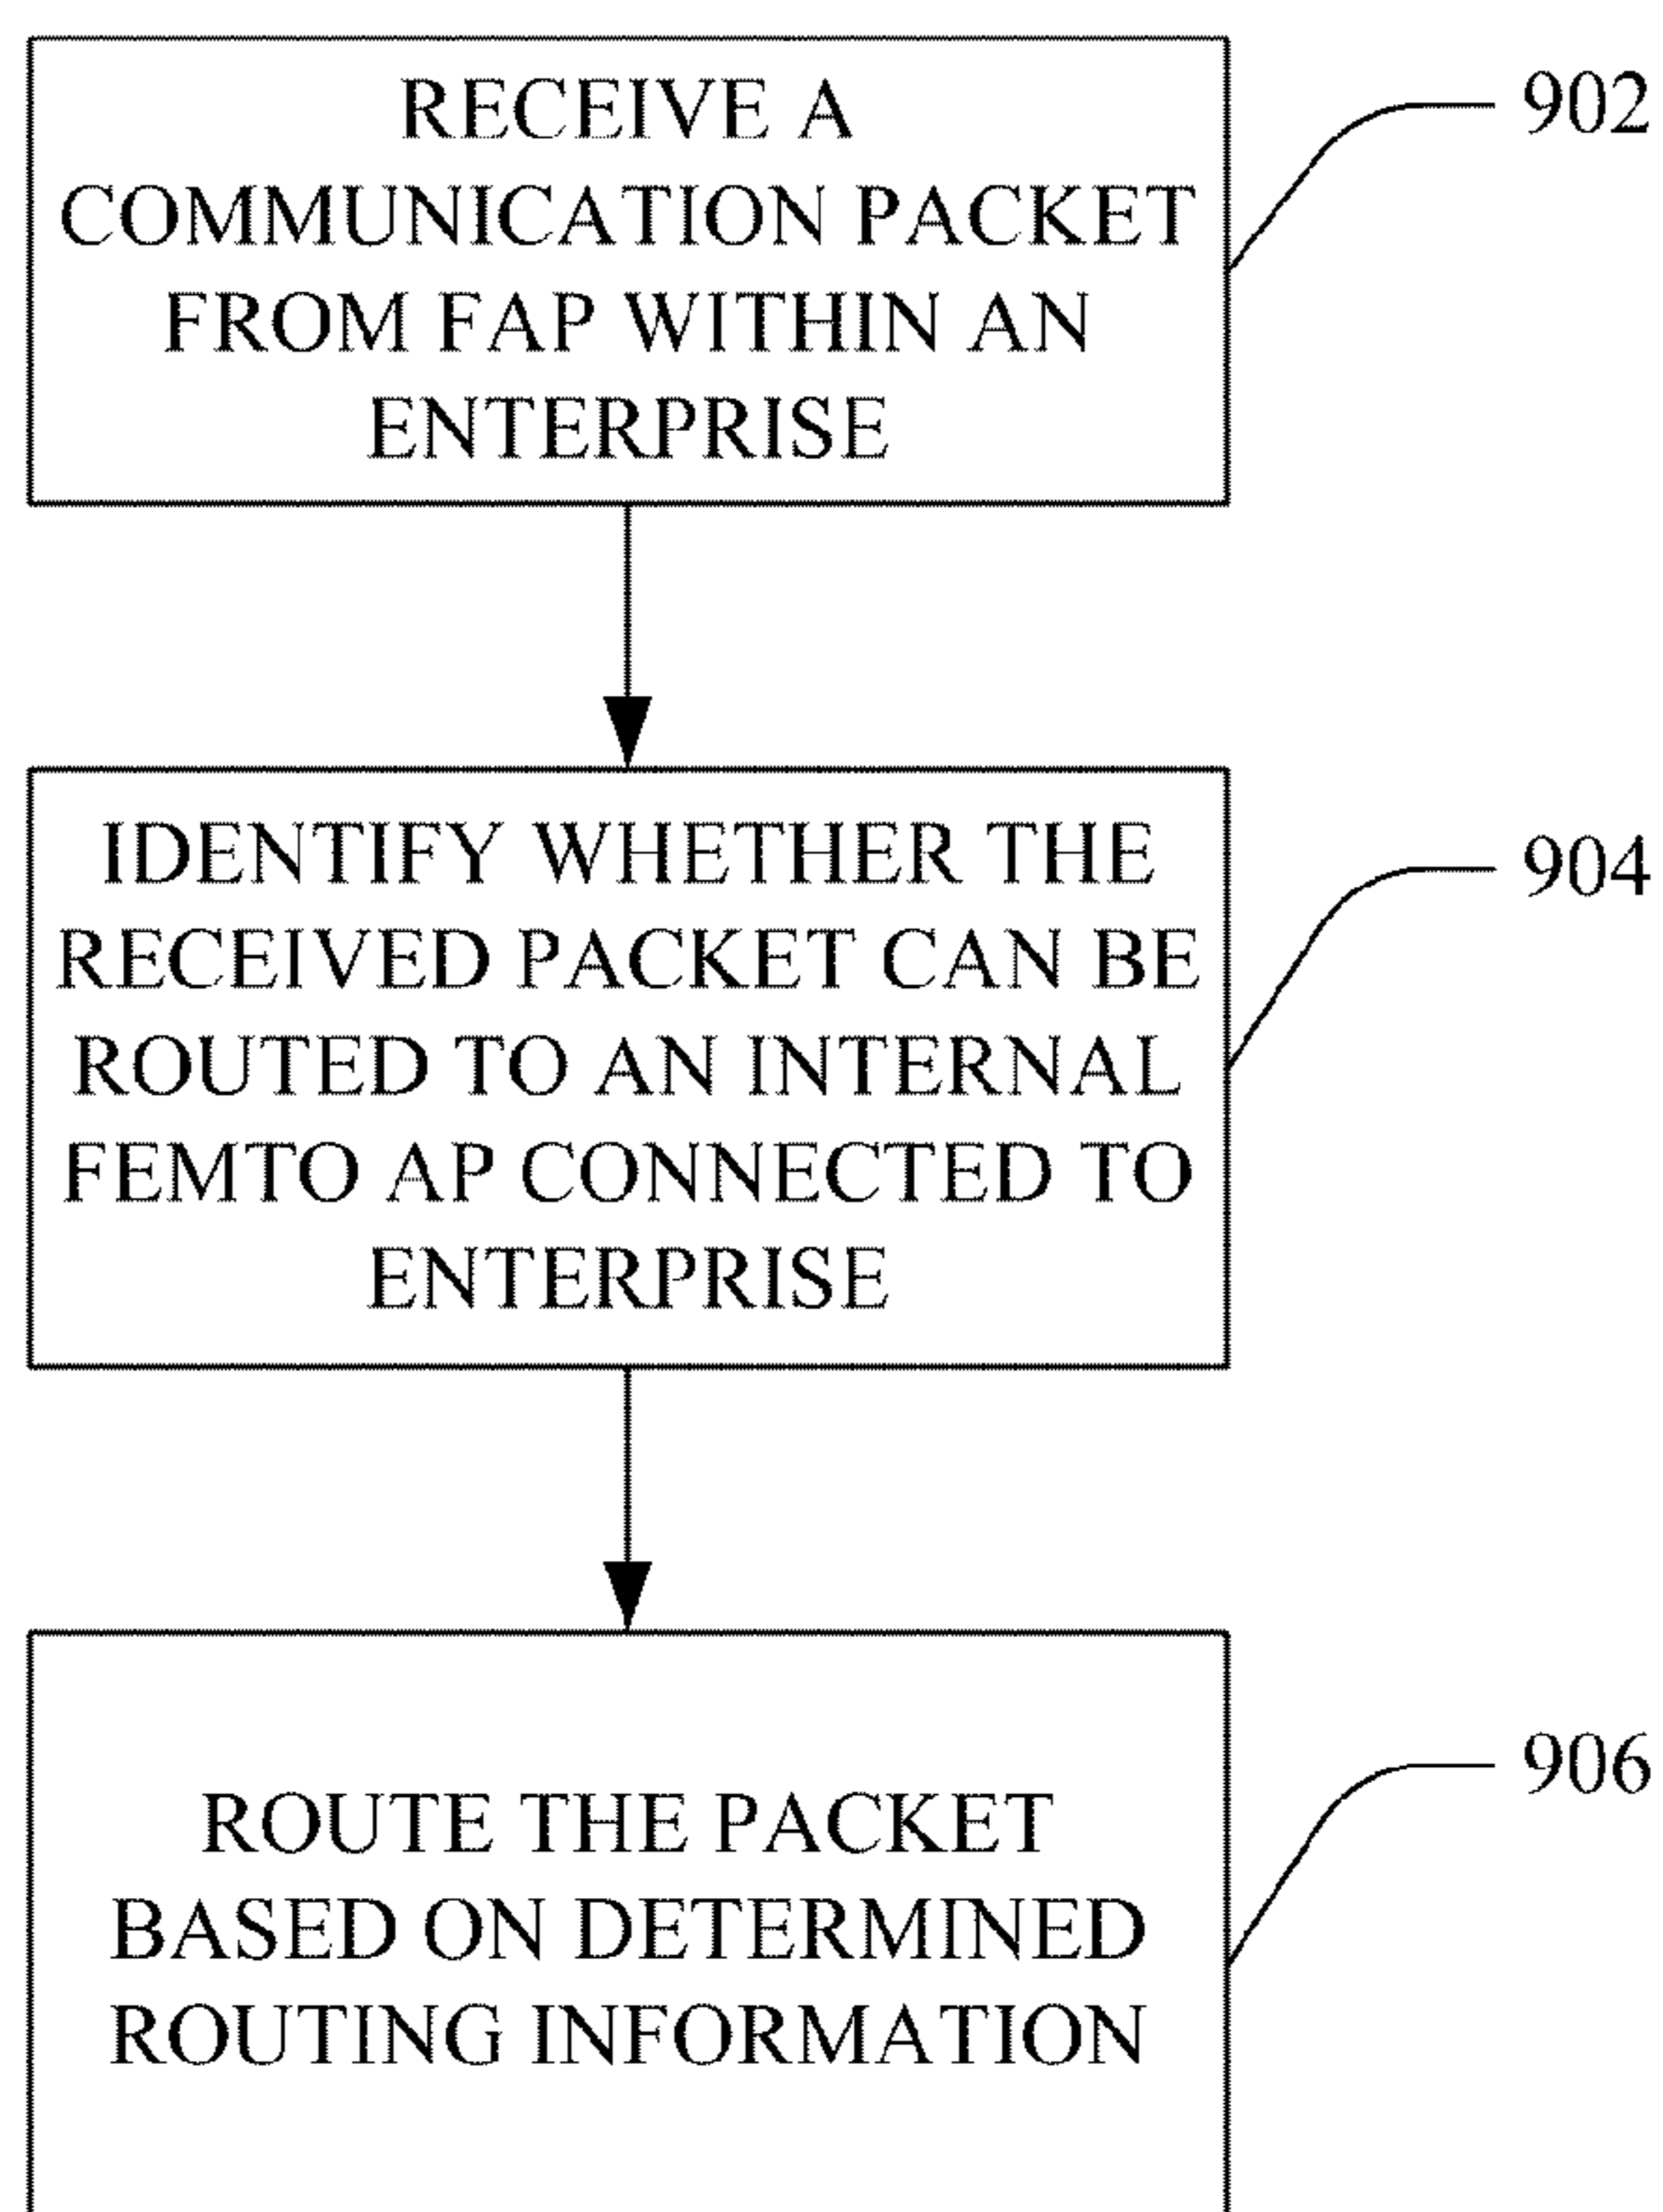 RECEIVE A
COMMUNICATION PACKET
FROM FAP WITHIN AN
ENTERPRISE
902
IDENTIFY WHETHER THE
RECEIVED PACKET CAN BE
ROUTED TO AN INTERNAL
FEMTO AP CONNECTED TO
ENTERPRISE
904
ROUTE THE PACKET
BASED ON DETERMINED
ROUTING INFORMATION
906